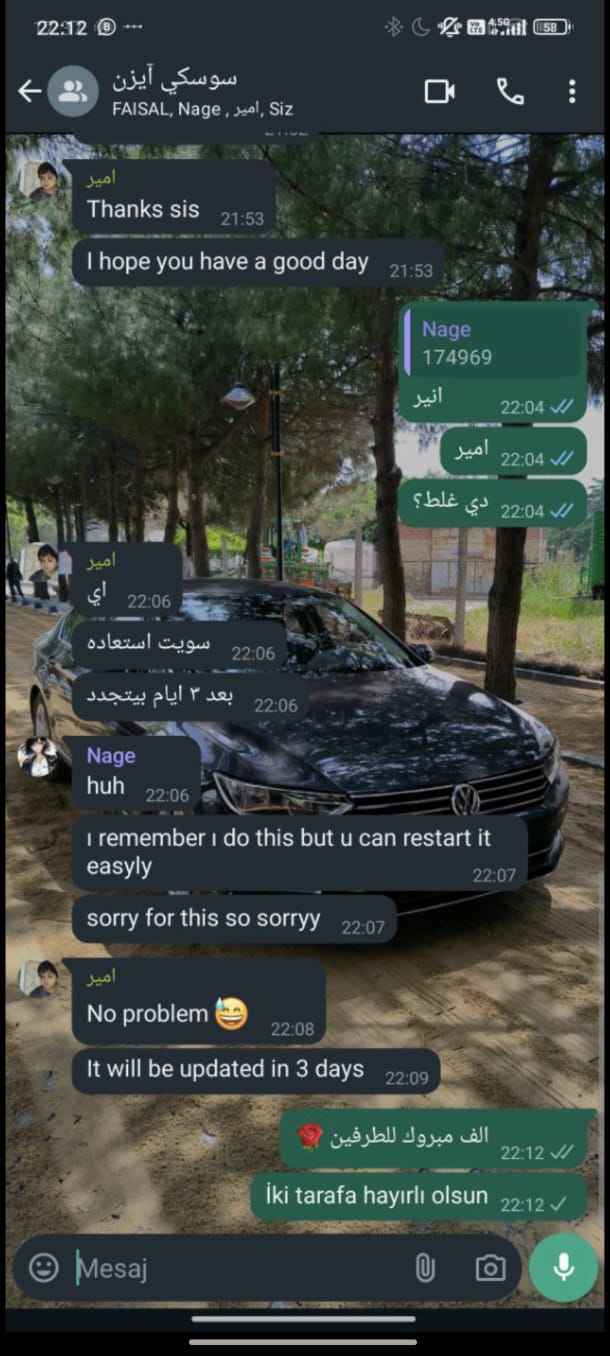 22:12
58
سوسكي آيزن
FAISAL, Nage , امير, Siz
امير
Thanks sis 21:53
I hope you have a good day 21:53
Nage
174969
انير 22:04
امير 22:04
دي غلط؟ 22:04
امير
اي 22:06
سويت استعاده 22:06
بعد ٣ ايام بيتجدد 22:06
Nage
huh 22:06
ı remember ı do this but u can restart it
easyly 22:07
sorry for this so sorryy 22:07
امير
No problem 😅 22:08
It will be updated in 3 days 22:09
الف مبروك للطرفين 🌹 22:12
İki tarafa hayırlı olsun 22:12
Mesaj